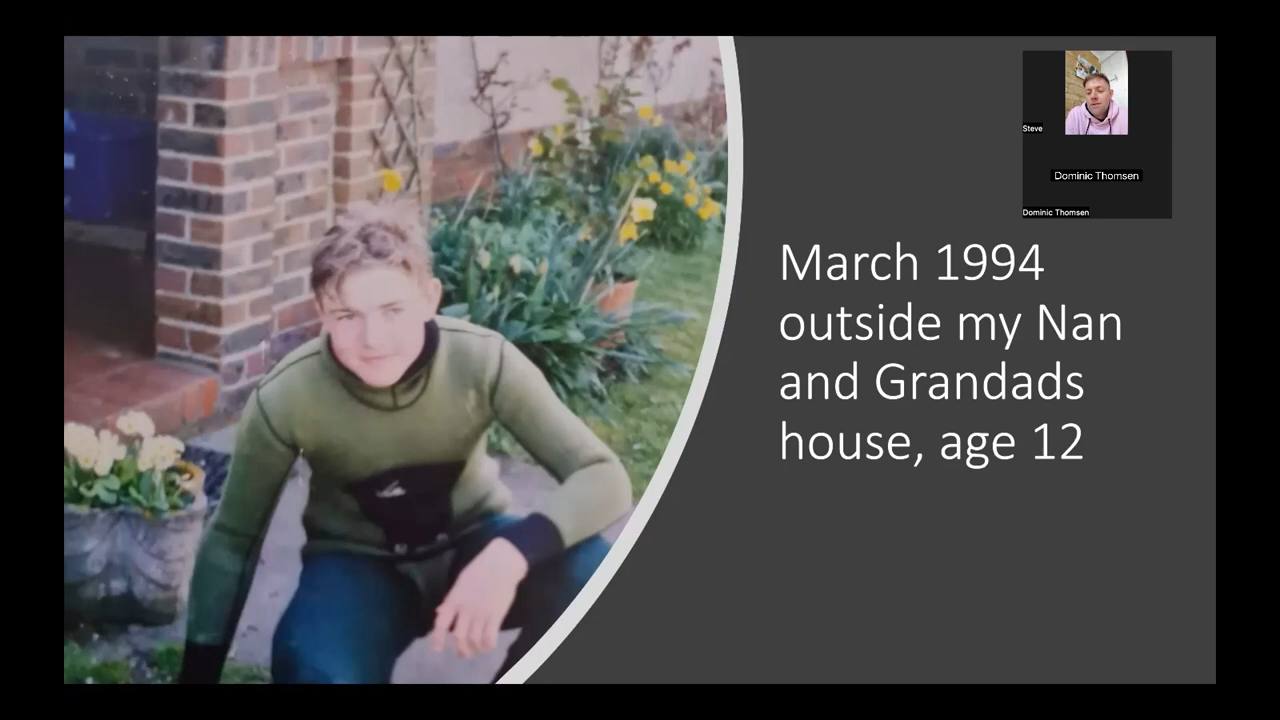 Steve
Dominic Thomsen
Dominic Thomsen
March 1994
outside my Nan
and Grandads
house, age 12